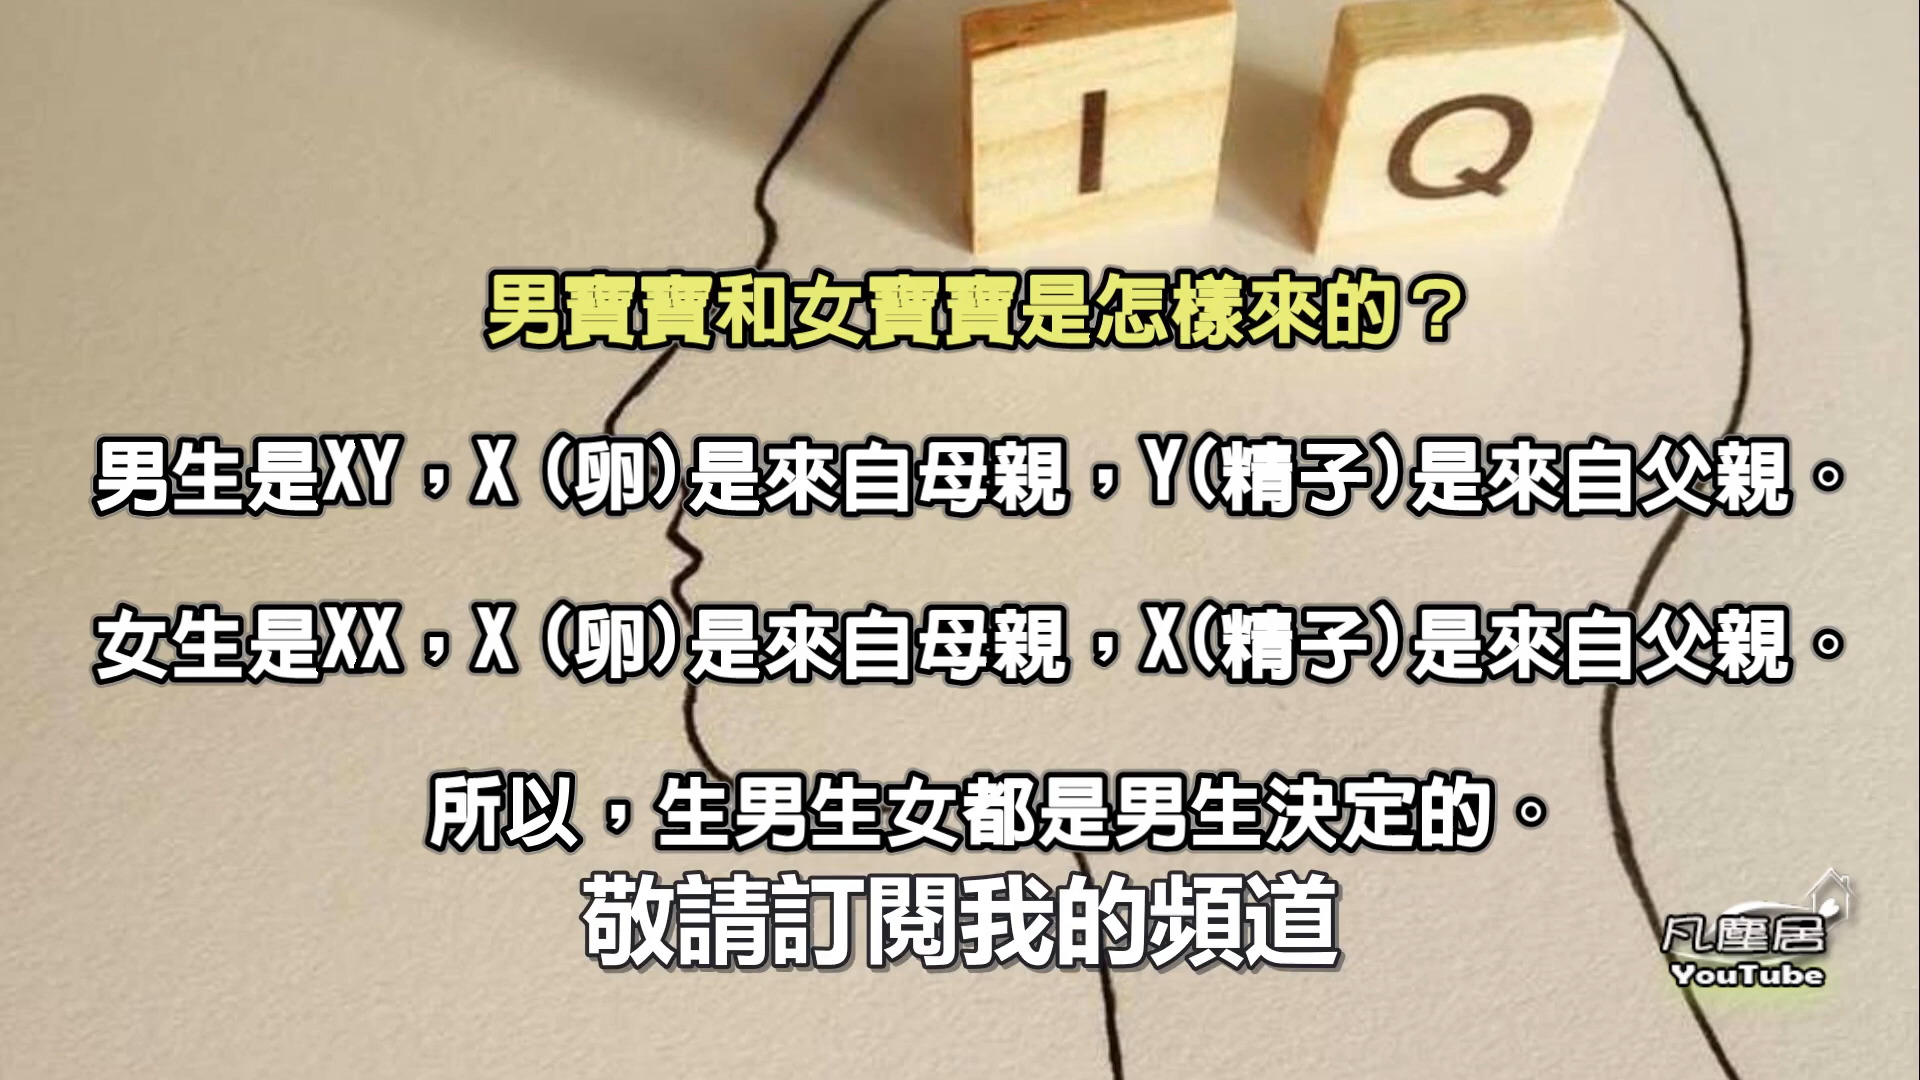 I Q
男寶寶和女寶寶是怎樣來的？
男生是XY，X（卵）是來自母親，Y(精子)是來自父親。
女生是XX，X（卵）是來自母親，X(精子)是來自父親。
所以，生男生女都是男生決定的。
敬請訂閱我的頻道
凡塵居
YouTube